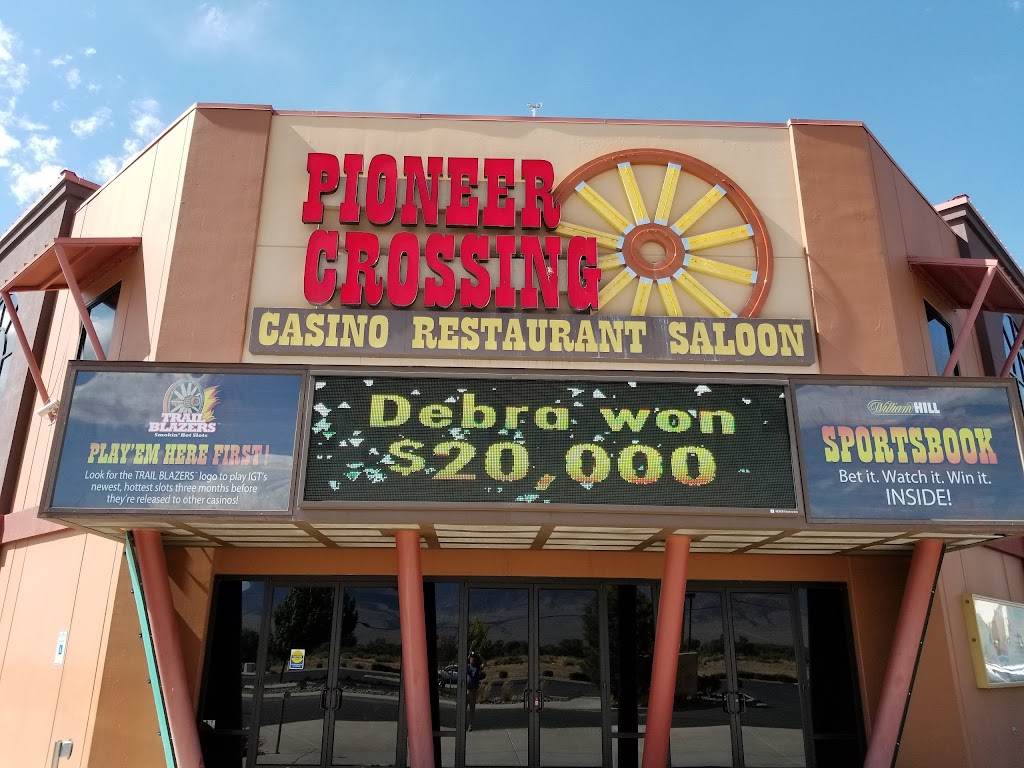 PIONEER
CROSSING
CASINO RESTAURANT SALOON
TRAIL
BLAZERS
Smokin' Hot Slots
PLAY'EM HERE FIRST!
Look for the TRAIL BLAZERS' logo to play IGT's
newest, hottest slots three months before
they're released to other casinos!
Debra won
$20,000
William HILL
SPORTSBOOK
Bet it. Watch it. Win it.
INSIDE!